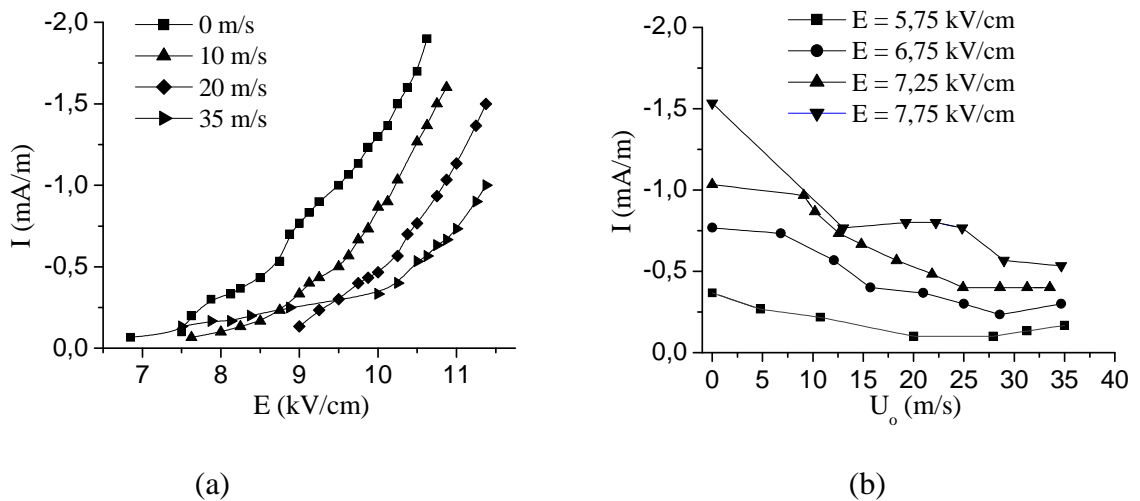 -2,0
-1,5
-1,0
-0,5
0,0
I (mA/m)
0 m/s
10 m/s
20 m/s
35 m/s
7 8 9 10 11
E (kV/cm)
(a)
-2,0
-1,5
-1,0
-0,5
0,0
I (mA/m)
E = 5,75 kV/cm
E = 6,75 kV/cm
E = 7,25 kV/cm
E = 7,75 kV/cm
0 5 10 15 20 25 30 35 40
U_o (m/s)
(b)